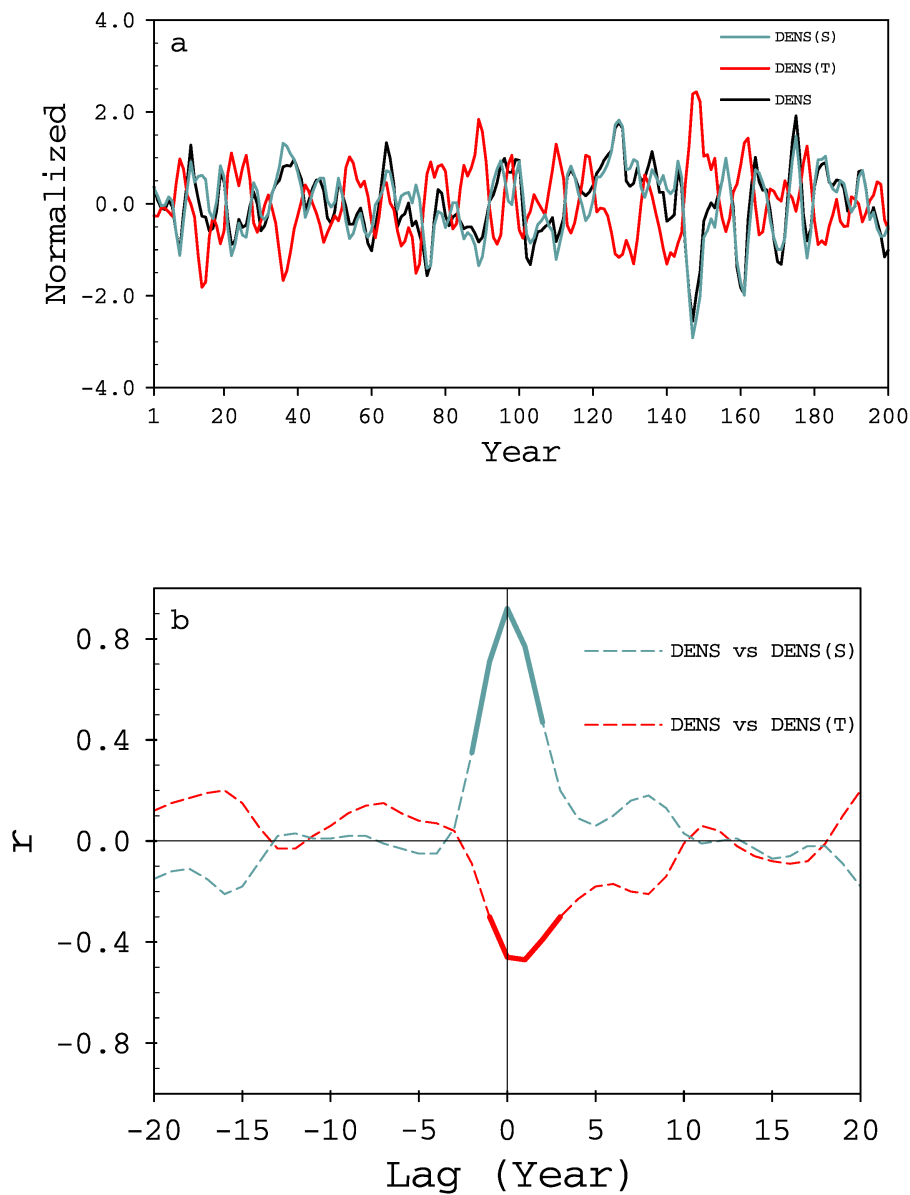 a
4.0
2.0
0.0
-2.0
-4.0
Normalized
DENS(S)
DENS(T)
DENS
1 20 40 60 80 100 120 140 160 180 200
Year
b
0.8
0.4
0.0
-0.4
-0.8
r
DENS vs DENS(S)
DENS vs DENS(T)
-20 -15 -10 -5 0 5 10 15 20
Lag (Year)